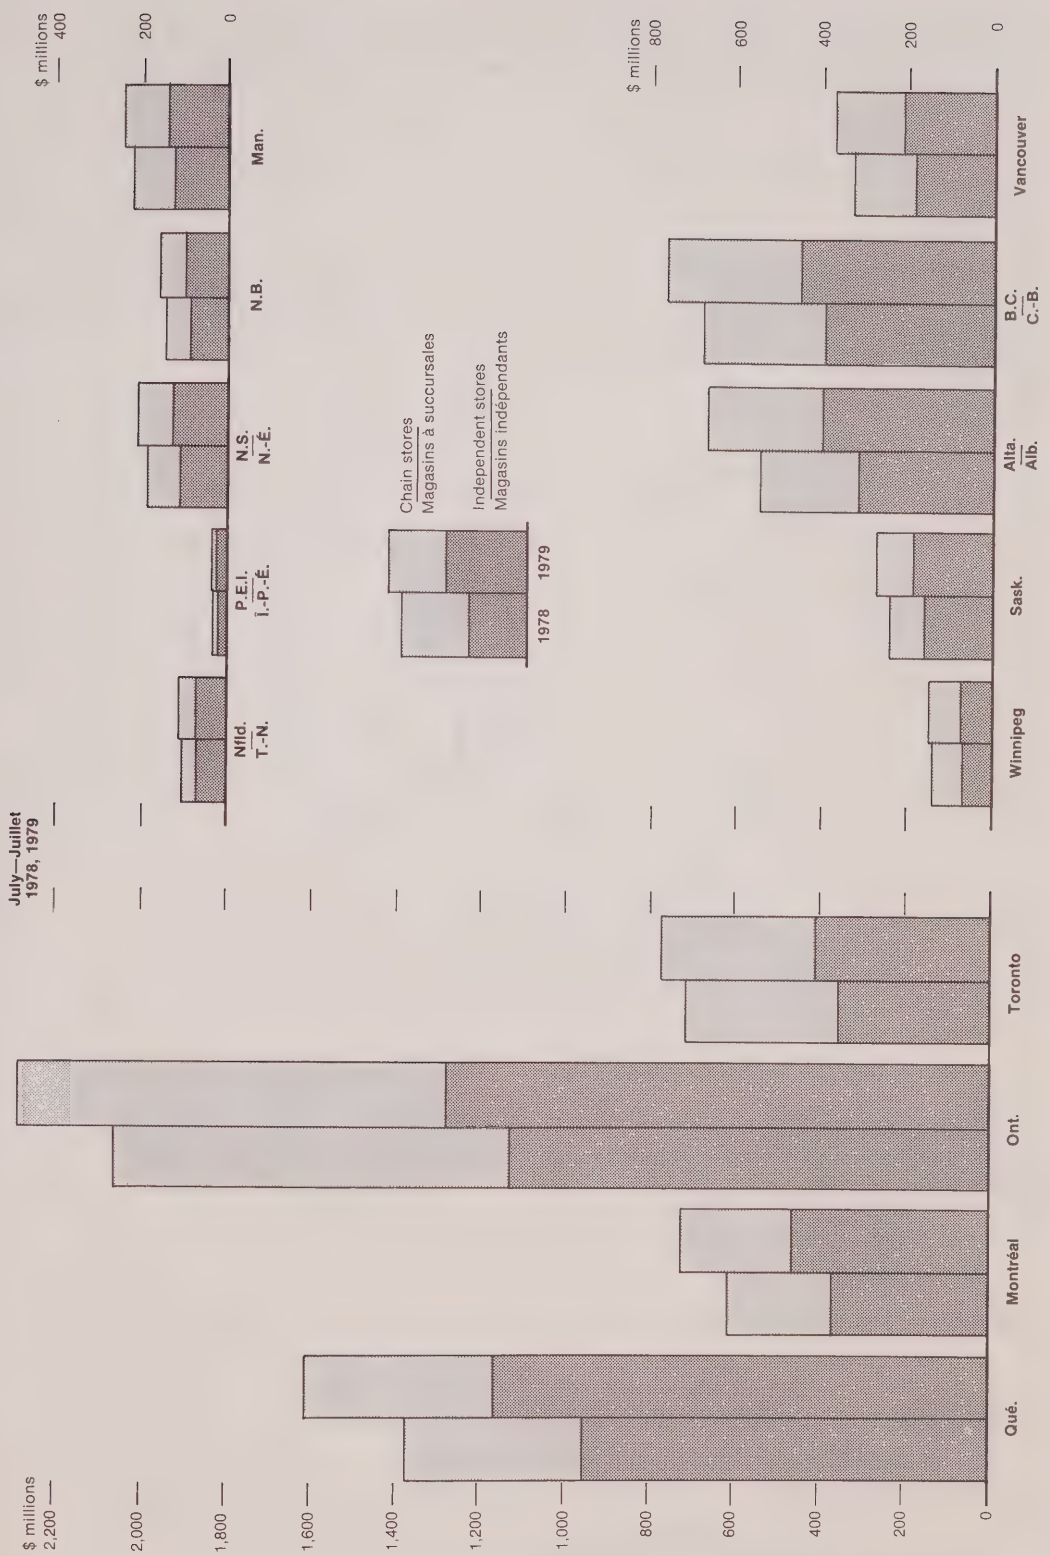 July—Juillet
1978, 1979
$ millions
2,200
2,000
1,800
1,600
1,400
1,200
1,000
800
600
400
200
0
Qué.
Montréal
Ont.
Toronto
$ millions
400
200
0
Nfld.
T.-N.
P.E.I.
Î.-P.-É.
N.S.
N.-É.
N.B.
Man.
Chain stores
Magasins à succursales
Independent stores
Magasins indépendants
1978
1979
$ millions
800
600
400
200
0
Winnipeg
Sask.
Alta.
Alb.
B.C.
C.-B.
Vancouver